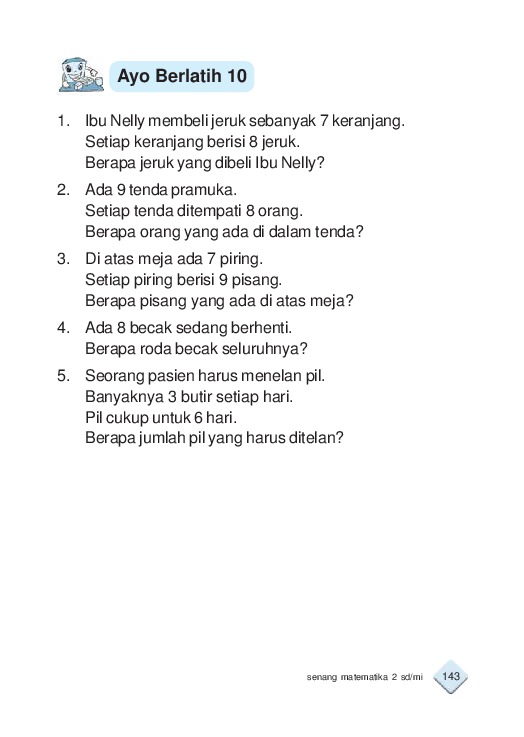 Ayo Berlatih 10
1. Ibu Nelly membeli jeruk sebanyak 7 keranjang.
Setiap keranjang berisi 8 jeruk.
Berapa jeruk yang dibeli Ibu Nelly?
2. Ada 9 tenda pramuka.
Setiap tenda ditempati 8 orang.
Berapa orang yang ada di dalam tenda?
3. Di atas meja ada 7 piring.
Setiap piring berisi 9 pisang.
Berapa pisang yang ada di atas meja?
4. Ada 8 becak sedang berhenti.
Berapa roda becak seluruhnya?
5. Seorang pasien harus menelan pil.
Banyaknya 3 butir setiap hari.
Pil cukup untuk 6 hari.
Berapa jumlah pil yang harus ditelan?
senang matematika 2 sd/mi 143